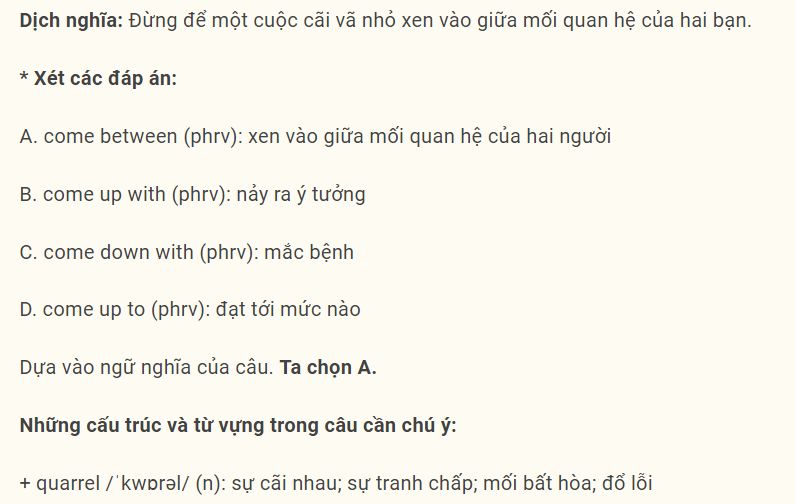 Dịch nghĩa: Đừng để một cuộc cãi vã nhỏ xen vào giữa mối quan hệ của hai bạn.
* Xét các đáp án:
A. come between (phrv): xen vào giữa mối quan hệ của hai người
B. come up with (phrv): nảy ra ý tưởng
C. come down with (phrv): mắc bệnh
D. come up to (phrv): đạt tới mức nào
Dựa vào ngữ nghĩa của câu. Ta chọn A.
Những cấu trúc và từ vựng trong câu cần chú ý:
+ quarrel /ˈkwɒrəl/ (n): sự cãi nhau; sự tranh chấp; mối bất hòa; đổ lỗi